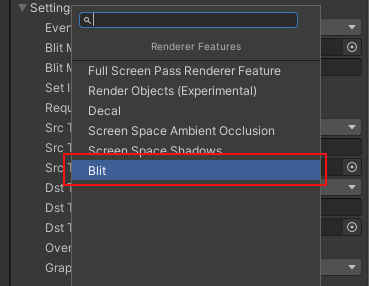 Setting
Renderer Features
Even
Blit M
Full Screen Pass Renderer Feature
Blit M
Render Objects (Experimental)
Set I
Decal
Requ
Screen Space Ambient Occlusion
Src T
Screen Space Shadows
Src T
Blit
Src T
Dst T
Dst T
Dst T
Over
Grap